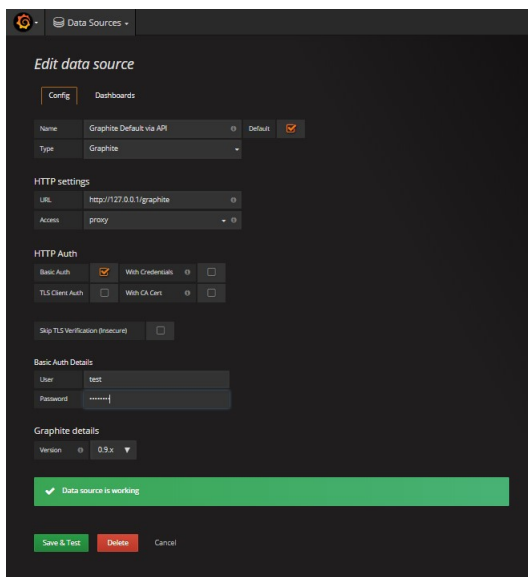 Data Sources
Edit data source
Config Dashboards
Name Graphite Default via API Default
Type Graphite
HTTP settings
URL http://127.0.0.1/graphite
Access proxy
HTTP Auth
Basic Auth With Credentials
TLS Client Auth With CA Cert
Skip TLS Verification (Insecure)
Basic Auth Details
User test
Password ••••••••
Graphite details
Version 0.9.x
Data source is working
Save & Test Delete Cancel